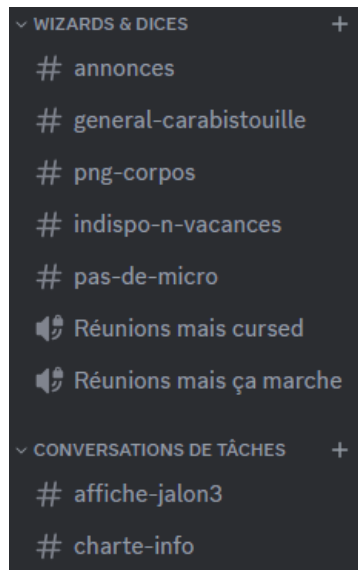 WIZARDS & DICES
# annonces
# general-carabistouille
# png-corpos
# indispo-n-vacances
# pas-de-micro
Réunions mais cursed
Réunions mais ça marche
CONVERSATIONS DE TÂCHES
# affiche-jalon3
# charte-info